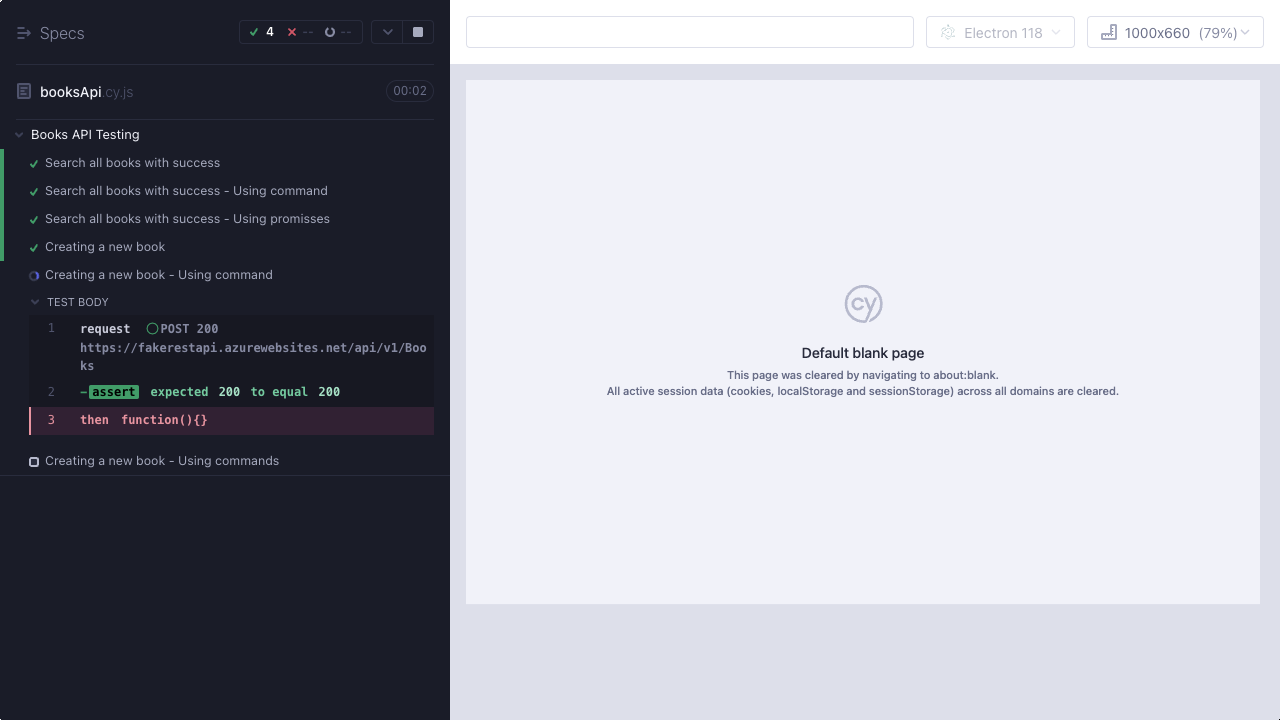 Specs
4
--
--
booksApi.cy.js
00:02
Books API Testing
Search all books with success
Search all books with success - Using command
Search all books with success - Using promisses
Creating a new book
Creating a new book - Using command
TEST BODY
1 request POST 200
https://fakerestapi.azurewebsites.net/api/v1/Boo
ks
2 -assert expected 200 to equal 200
3 then function(){}
Creating a new book - Using commands
Electron 118
1000x660 (79%)
cy
Default blank page
This page was cleared by navigating to about:blank.
All active session data (cookies, localStorage and sessionStorage) across all domains are cleared.